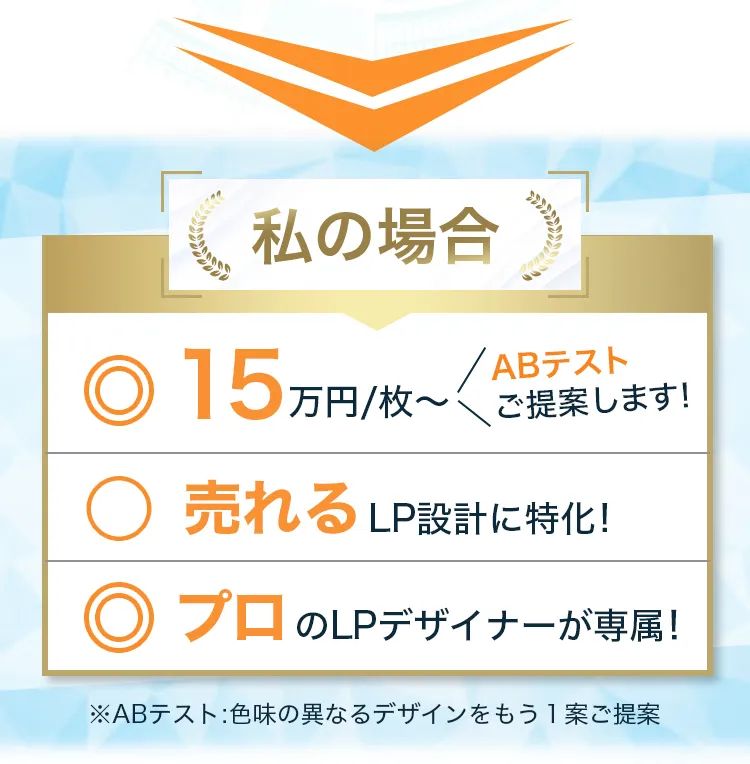 私の場合
◎ 15万円/枚〜
ABテスト
ご提案します!
○ 売れるLP設計に特化!
◎ プロのLPデザイナーが専属!
※ABテスト:色味の異なるデザインをもう1案ご提案